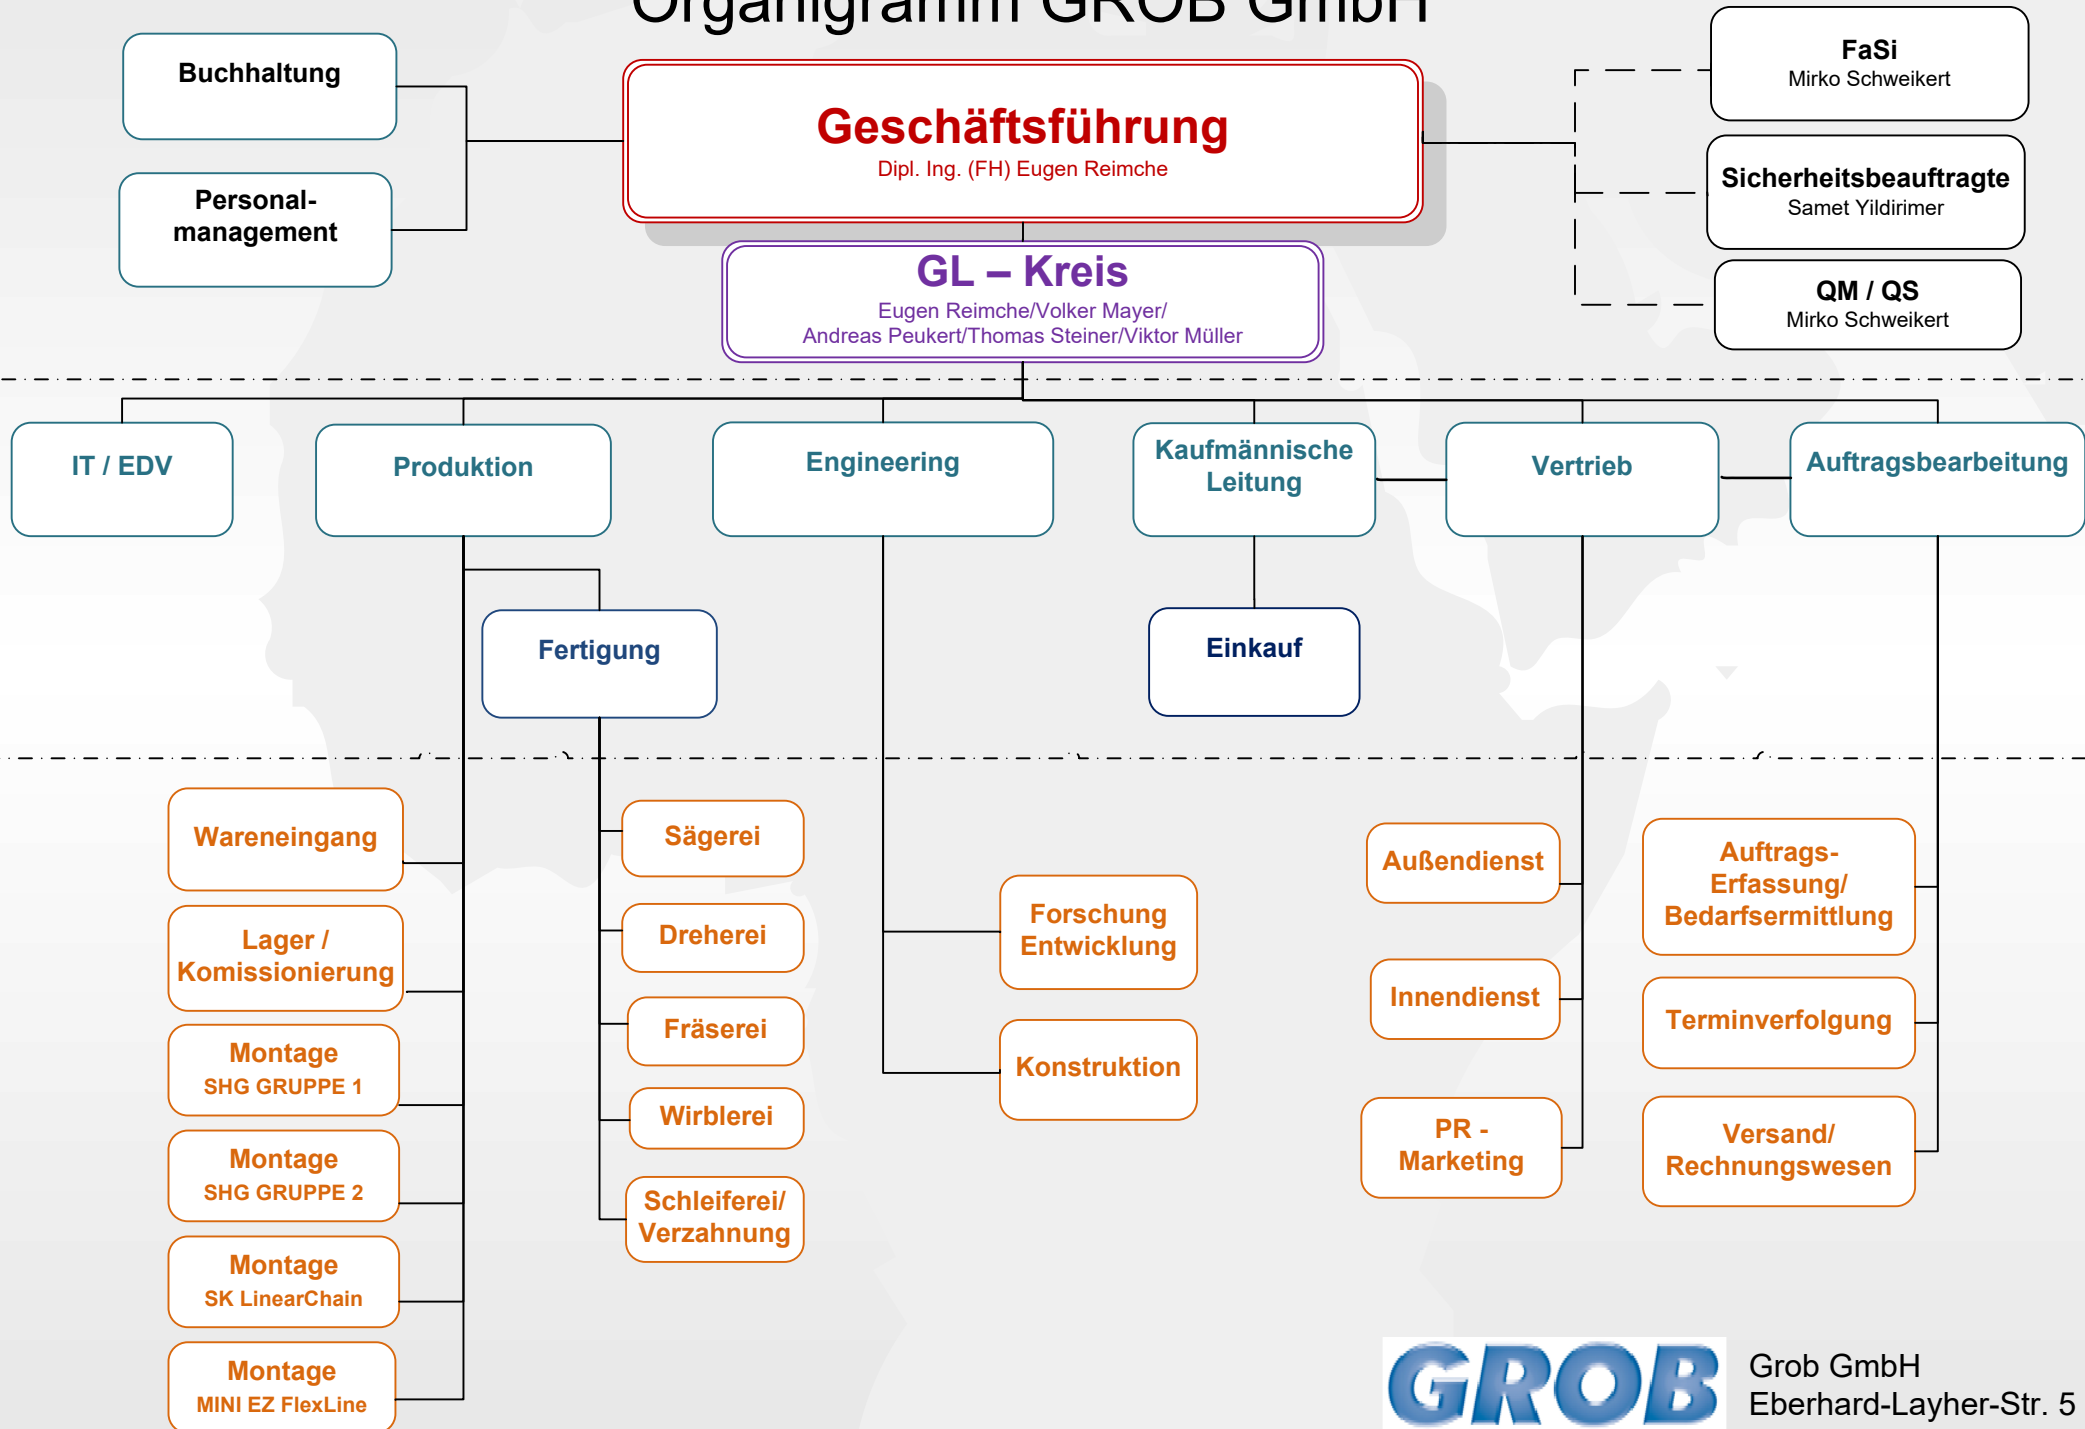 Organigramm GROB GmbH
Buchhaltung
Personal-
management
Geschäftsführung
Dipl. Ing. (FH) Eugen Reimche
FaSi
Mirko Schweikert
Sicherheitsbeauftragte
Samet Yildirimer
QM / QS
Mirko Schweikert
GL – Kreis
Eugen Reimche/Volker Mayer/
Andreas Peukert/Thomas Steiner/Viktor Müller
IT / EDV
Produktion
Engineering
Kaufmännische
Leitung
Vertrieb
Auftragsbearbeitung
Fertigung
Einkauf
Wareneingang
Lager /
Komissionierung
Montage
SHG GRUPPE 1
Montage
SHG GRUPPE 2
Montage
SK LinearChain
Montage
MINI EZ FlexLine
Sägerei
Dreherei
Fräserei
Wirblerei
Schleiferei/
Verzahnung
Forschung
Entwicklung
Konstruktion
Außendienst
Innendienst
PR -
Marketing
Auftrags-
Erfassung/
Bedarfsermittlung
Terminverfolgung
Versand/
Rechnungswesen
GROB
Grob GmbH
Eberhard-Layher-Str. 5